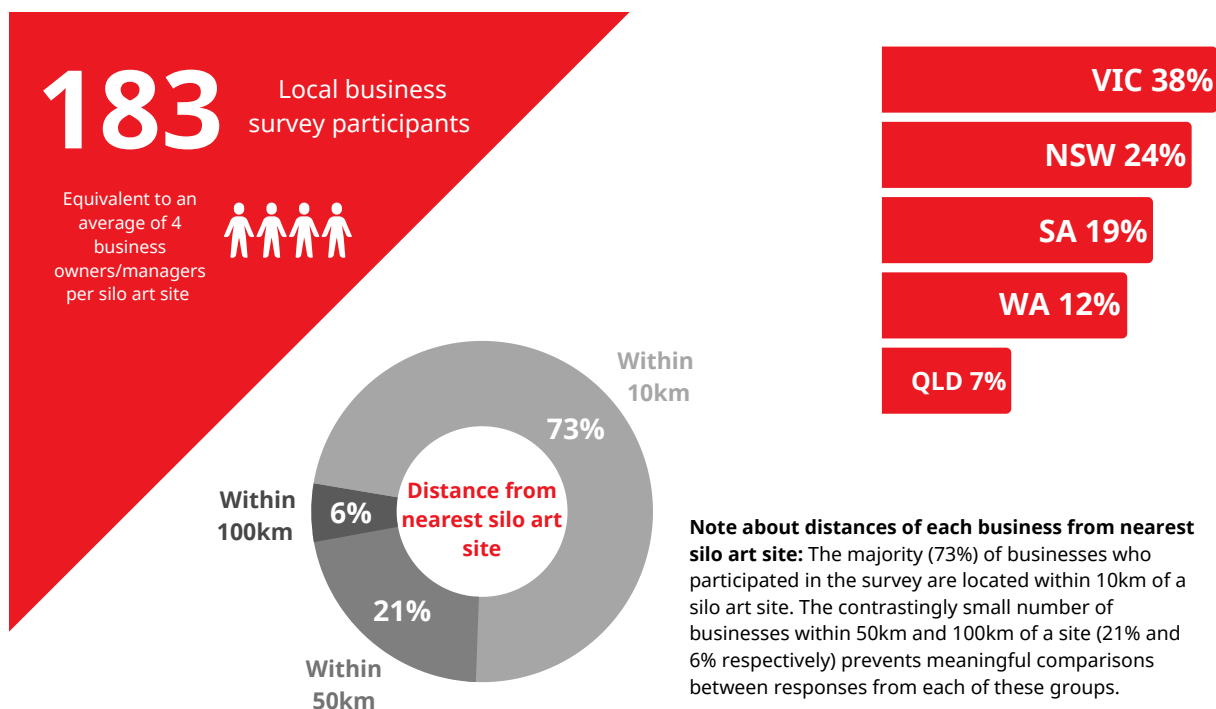 183
Local business
survey participants
Equivalent to an
average of 4
business
owners/managers
per silo art site
VIC 38%
NSW 24%
SA 19%
WA 12%
QLD 7%
Within
10km
73%
Within
100km
6%
Distance from
nearest silo art
site
21%
Within
50km
Note about distances of each business from nearest
silo art site: The majority (73%) of businesses who
participated in the survey are located within 10km of a
silo art site. The contrastingly small number of
businesses within 50km and 100km of a site (21% and
6% respectively) prevents meaningful comparisons
between responses from each of these groups.